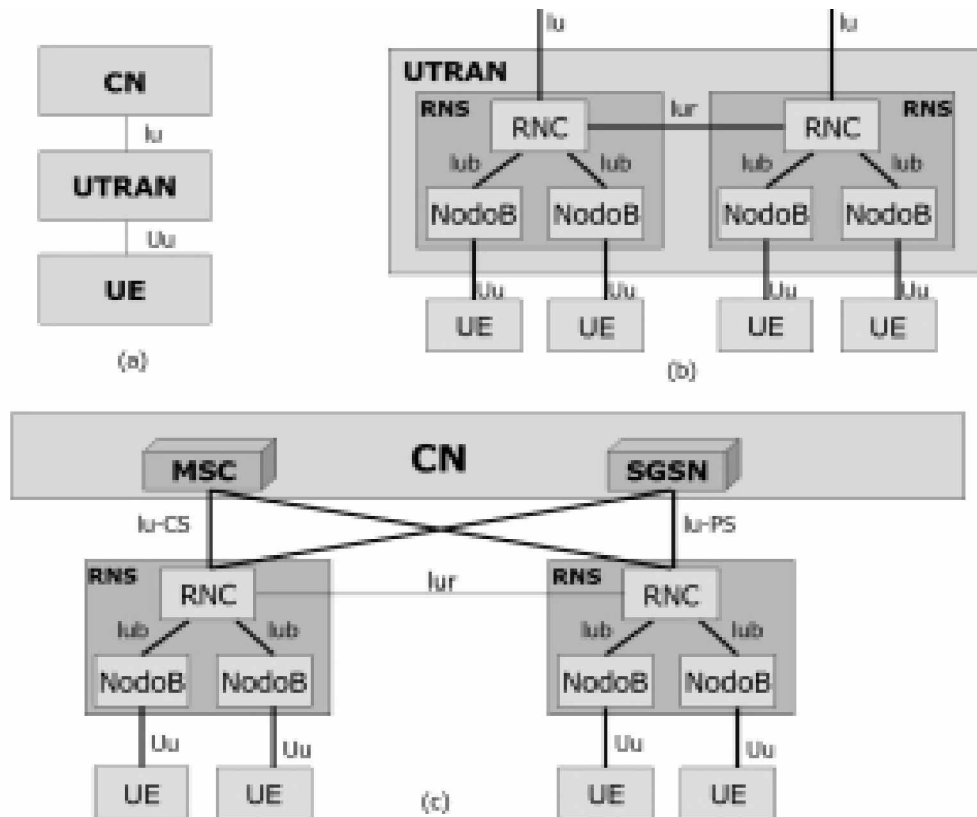 CN
Iu
UTRAN
Uu
UE
(a)
Iu
Iu
UTRAN
RNS
RNS
RNC
Iur
RNC
Iub
Iub
Iub
Iub
NodoB
NodoB
NodoB
NodoB
Uu
Uu
Uu
Uu
UE
UE
UE
UE
(b)
CN
MSC
SGSN
Iu-CS
Iu-PS
RNS
RNS
RNC
Iur
RNC
Iub
Iub
Iub
Iub
NodoB
NodoB
NodoB
NodoB
Uu
Uu
Uu
Uu
UE
UE
UE
UE
(c)